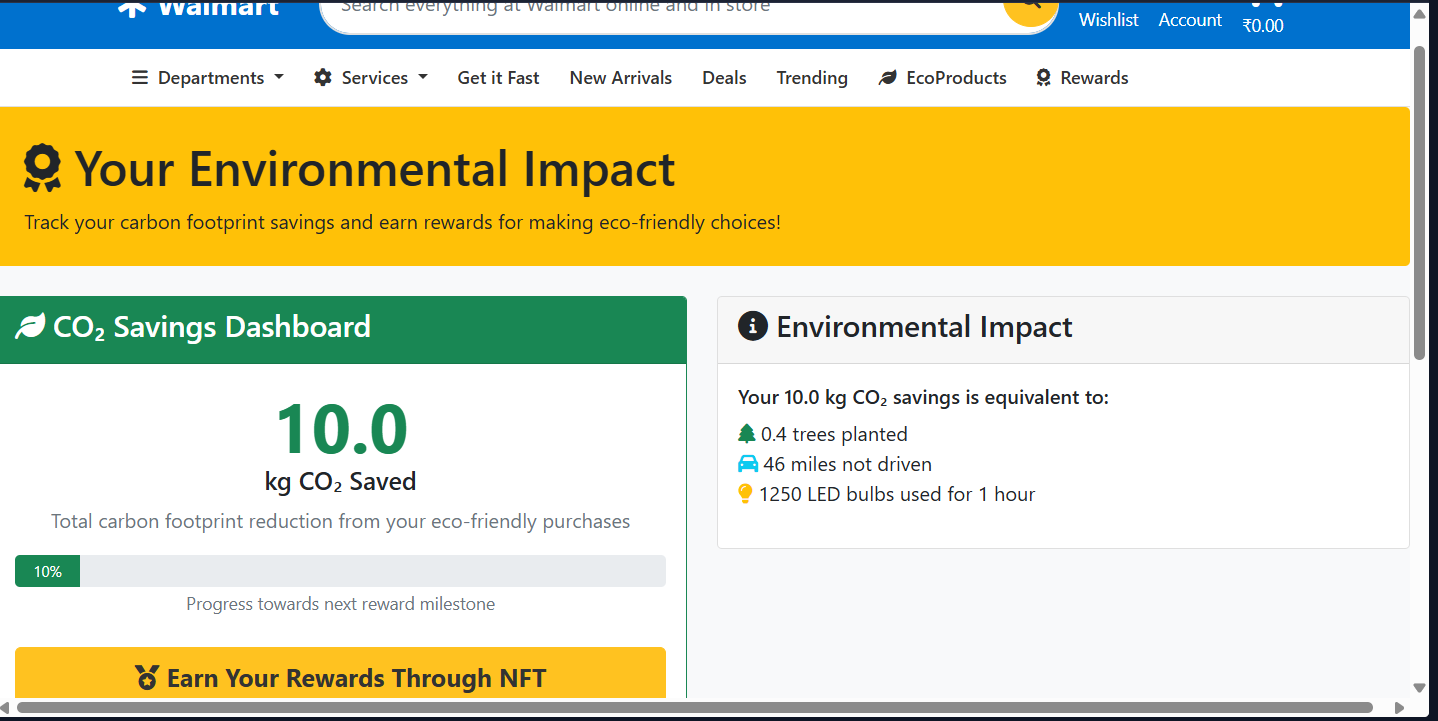 Walmart
Search everything at Walmart online and in store
Wishlist Account ₹0.00
Departments Services Get it Fast New Arrivals Deals Trending EcoProducts Rewards
Your Environmental Impact
Track your carbon footprint savings and earn rewards for making eco-friendly choices!
CO₂ Savings Dashboard
10.0
kg CO₂ Saved
Total carbon footprint reduction from your eco-friendly purchases
10%
Progress towards next reward milestone
Earn Your Rewards Through NFT
Environmental Impact
Your 10.0 kg CO₂ savings is equivalent to:
0.4 trees planted
46 miles not driven
1250 LED bulbs used for 1 hour